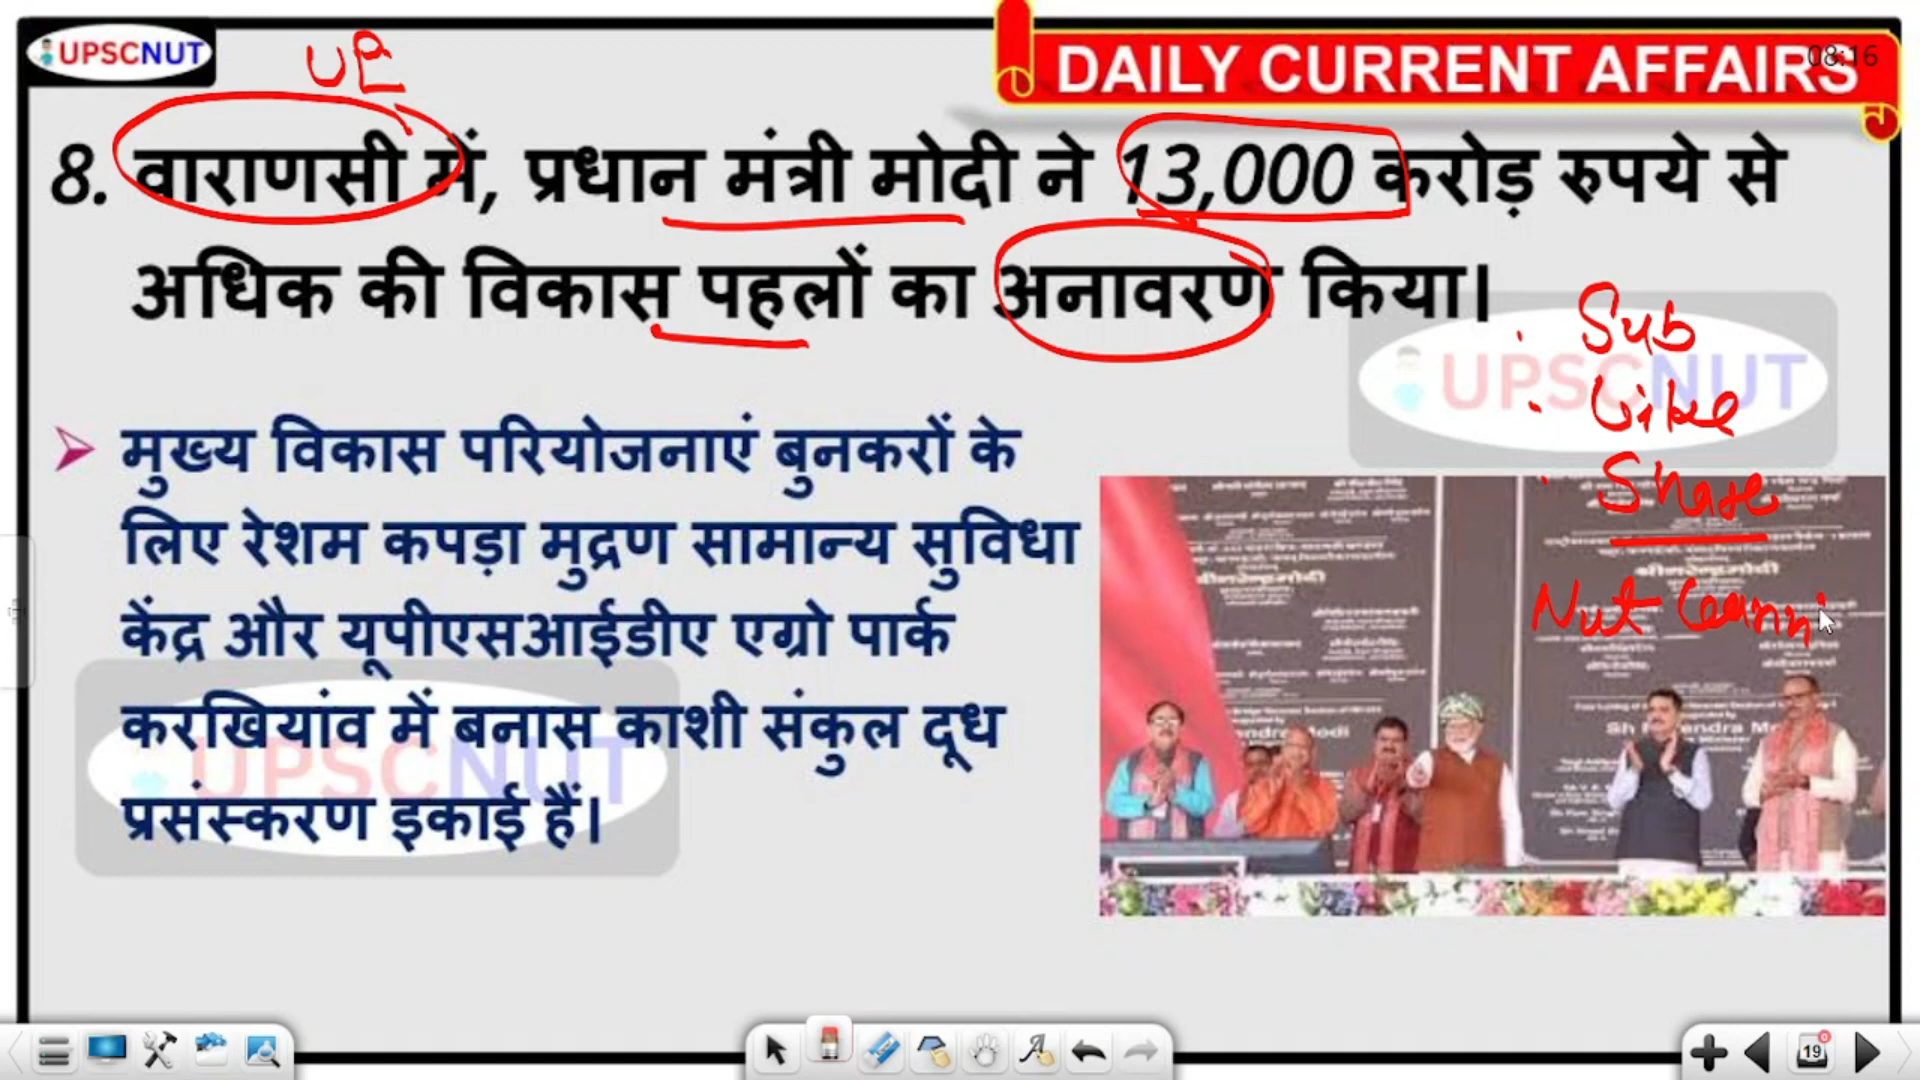 UPSCNUT
UP
DAILY CURRENT AFFAIRS
08:16
8. वाराणसी में, प्रधान मंत्री मोदी ने 13,000 करोड़ रुपये से
अधिक की विकास पहलों का अनावरण किया।
Sub
Like
Share
Nut
UPSCNUT
मुख्य विकास परियोजनाएं बुनकरों के
लिए रेशम कपड़ा मुद्रण सामान्य सुविधा
केंद्र और यूपीएसआईडीए एग्रो पार्क
करखियांव में बनास काशी संकुल दूध
प्रसंस्करण इकाई हैं।
UPSCNUT
19
0